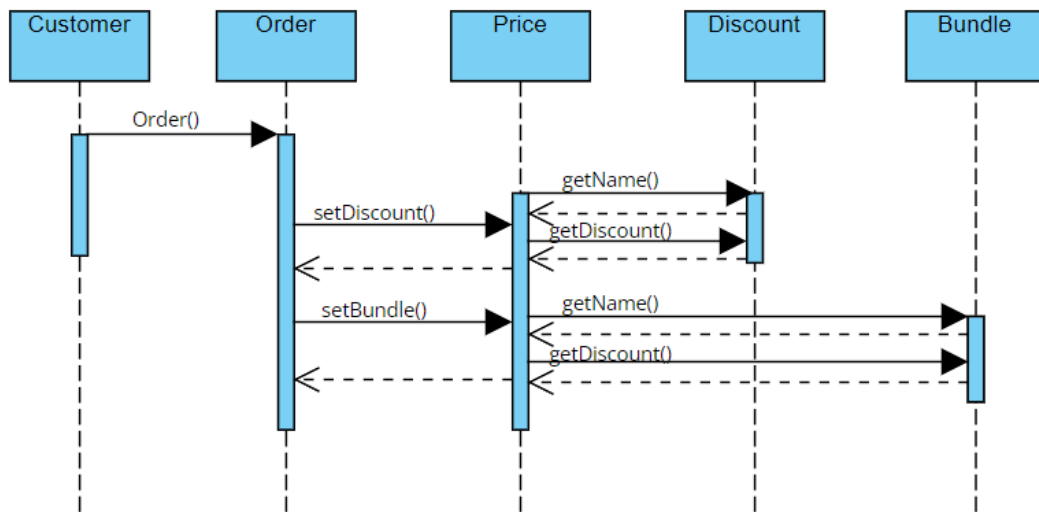 Customer
Order
Price
Discount
Bundle
Order()
getName()
setDiscount()
getDiscount()
setBundle()
getName()
getDiscount()